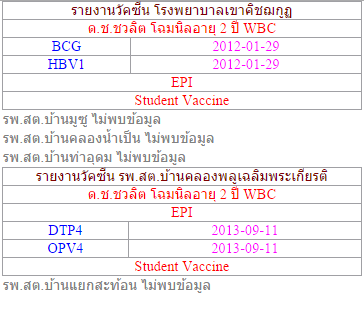 รายงานวัคซีน โรงพยาบาลเขาคิชฌกูฏ
ด.ช.ชวลิต โฉมนิลอายุ 2 ปี WBC
BCG 2012-01-29
HBV1 2012-01-29
EPI
Student Vaccine
รพ.สต.บ้านมูซู ไม่พบข้อมูล
รพ.สต.บ้านคลองน้ำเป็น ไม่พบข้อมูล
รพ.สต.บ้านท่าอุดม ไม่พบข้อมูล
รายงานวัคซีน รพ.สต.บ้านคลองพลูเฉลิมพระเกียรติ
ด.ช.ชวลิต โฉมนิลอายุ 2 ปี WBC
EPI
DTP4 2013-09-11
OPV4 2013-09-11
Student Vaccine
รพ.สต.บ้านแยกสะท้อน ไม่พบข้อมูล